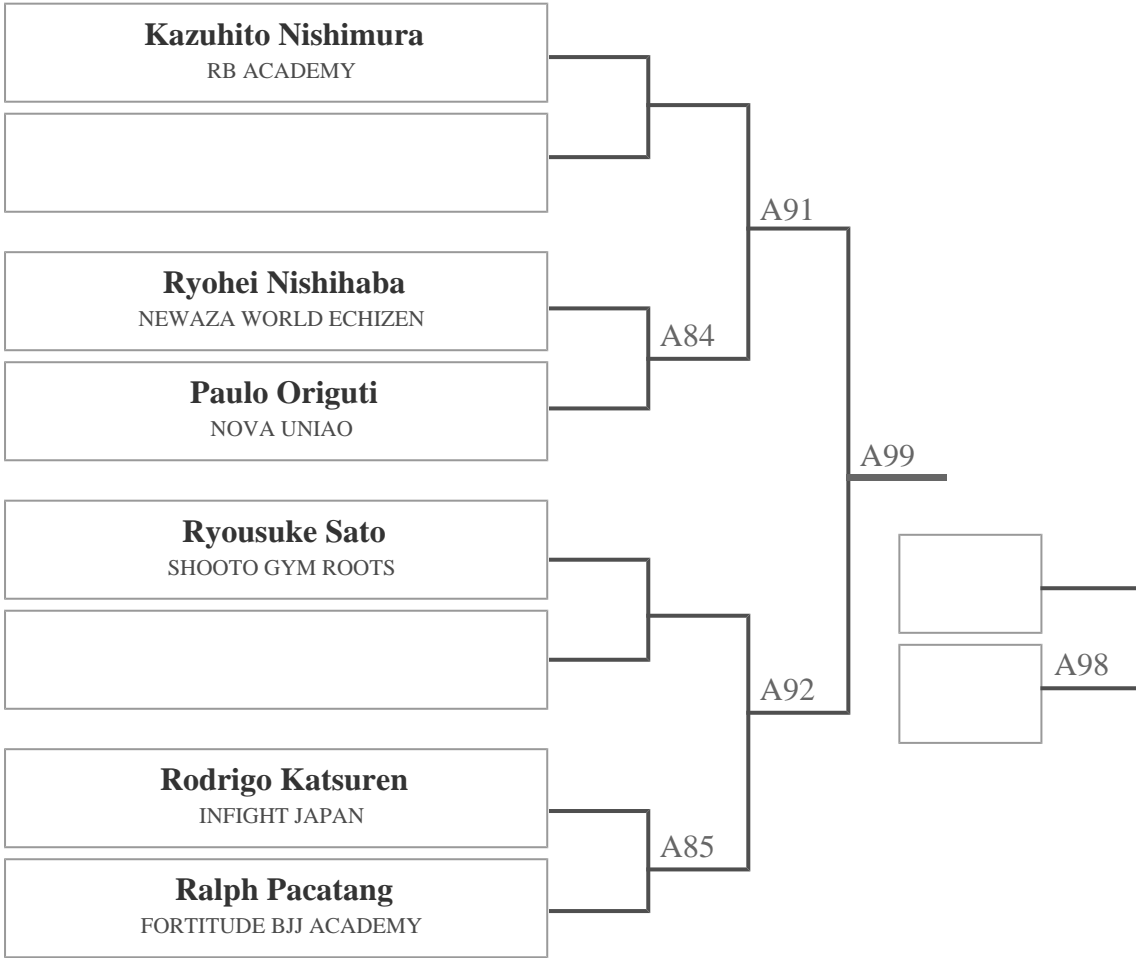 Kazuhito Nishimura
RB ACADEMY
A91
Ryohei Nishihaba
NEWAZA WORLD ECHIZEN
A84
Paulo Origuti
NOVA UNIAO
A99
Ryousuke Sato
SHOOTO GYM ROOTS
A98
A92
Rodrigo Katsuren
INFIGHT JAPAN
A85
Ralph Pacatang
FORTITUDE BJJ ACADEMY